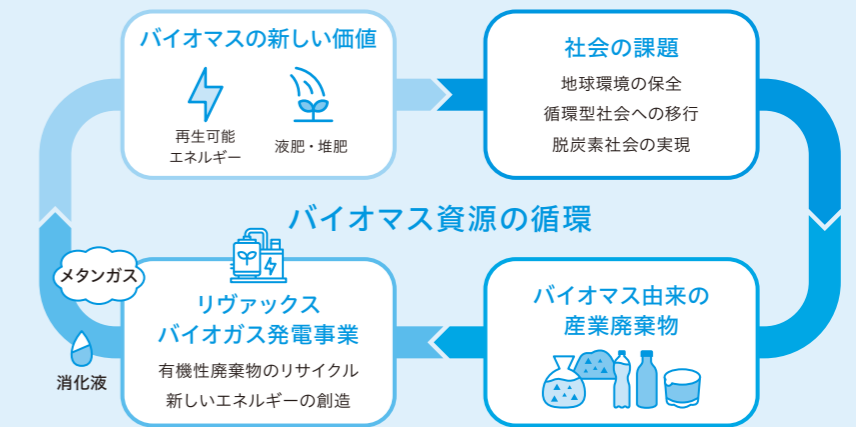 バイオマスの新しい価値
再生可能
エネルギー
液肥・堆肥
社会の課題
地球環境の保全
循環型社会への移行
脱炭素社会の実現
バイオマス資源の循環
メタンガス
消化液
リヴァックス
バイオガス発電事業
有機性廃棄物のリサイクル
新しいエネルギーの創造
バイオマス由来の
産業廃棄物